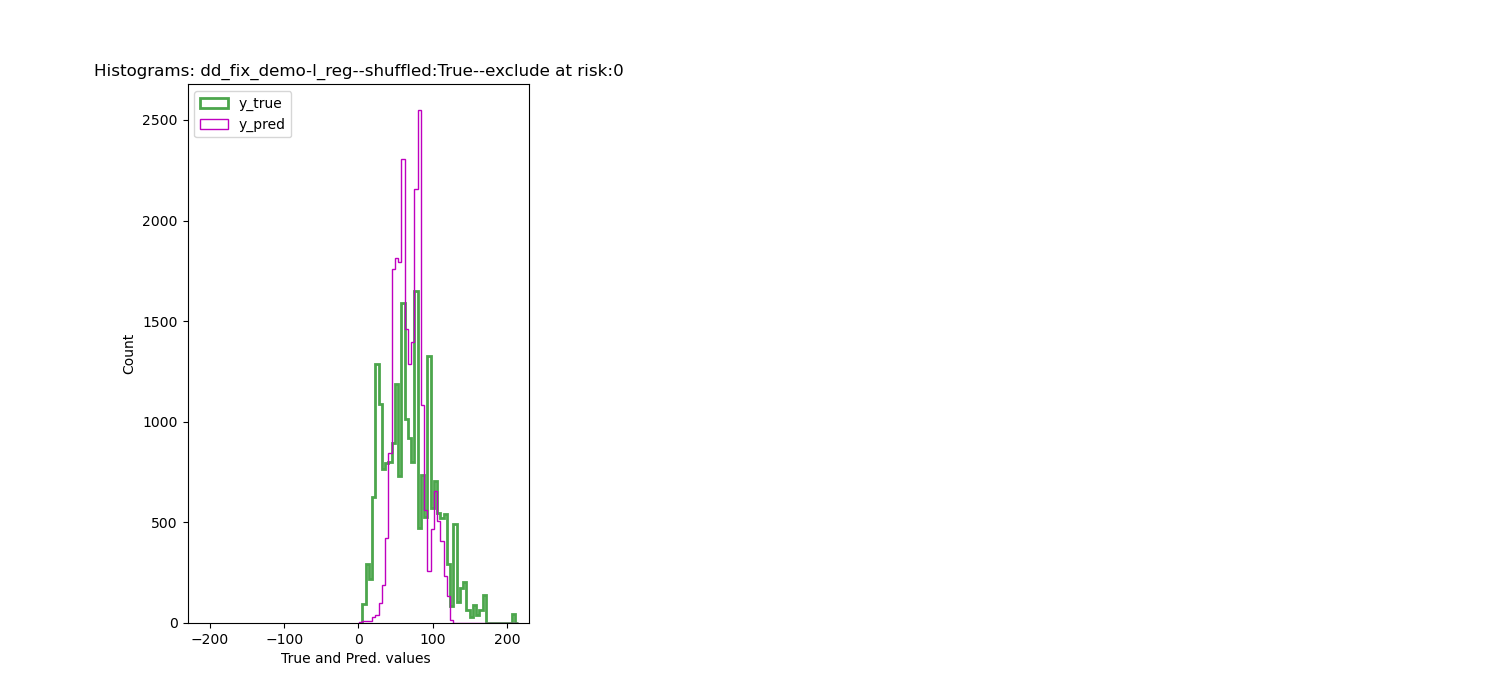 Histograms: dd_fix_demo-l_reg--shuffled:True--exclude at risk:0
y_true
y_pred
2500
2000
1500
1000
500
0
Count
−200 −100 0 100 200
True and Pred. values